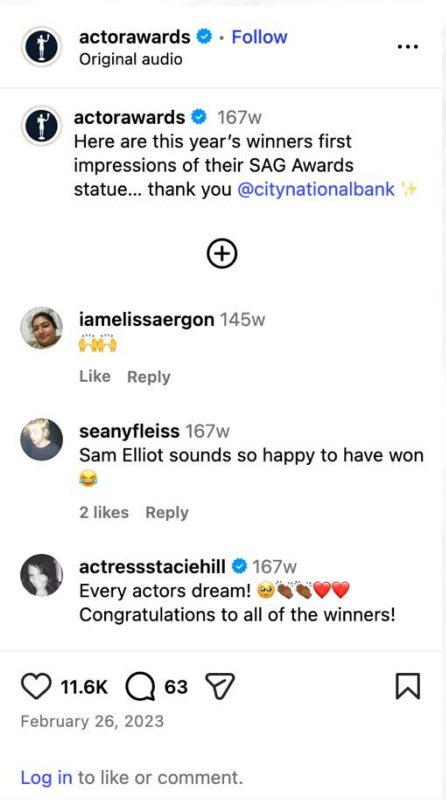 actorawards • Follow
Original audio
actorawards 167w
Here are this year's winners first
impressions of their SAG Awards
statue... thank you @citynationalbank ✨
iamelissaergon 145w
🙌🙌
Like Reply
seanyfleiss 167w
Sam Elliot sounds so happy to have won
😂
2 likes Reply
actressstaciehill 167w
Every actors dream! 🥹👏🏾👏🏾❤️❤️
Congratulations to all of the winners!
11.6K 63
February 26, 2023
Log in to like or comment.